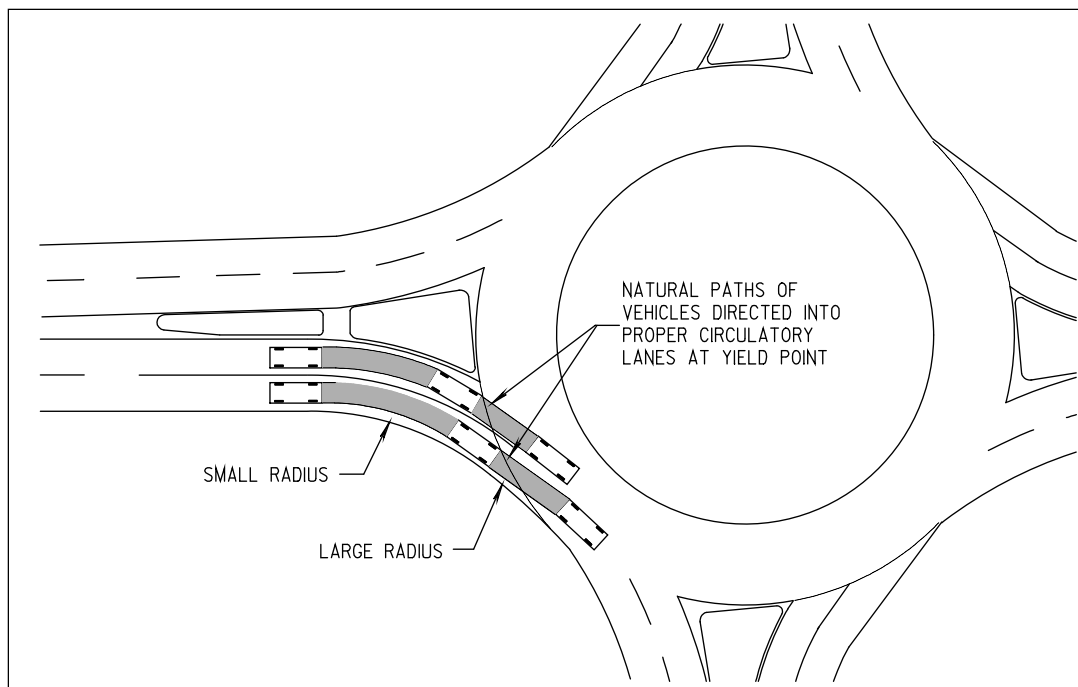 NATURAL PATHS OF
VEHICLES DIRECTED INTO
PROPER CIRCULATORY
LANES AT YIELD POINT
SMALL RADIUS
LARGE RADIUS